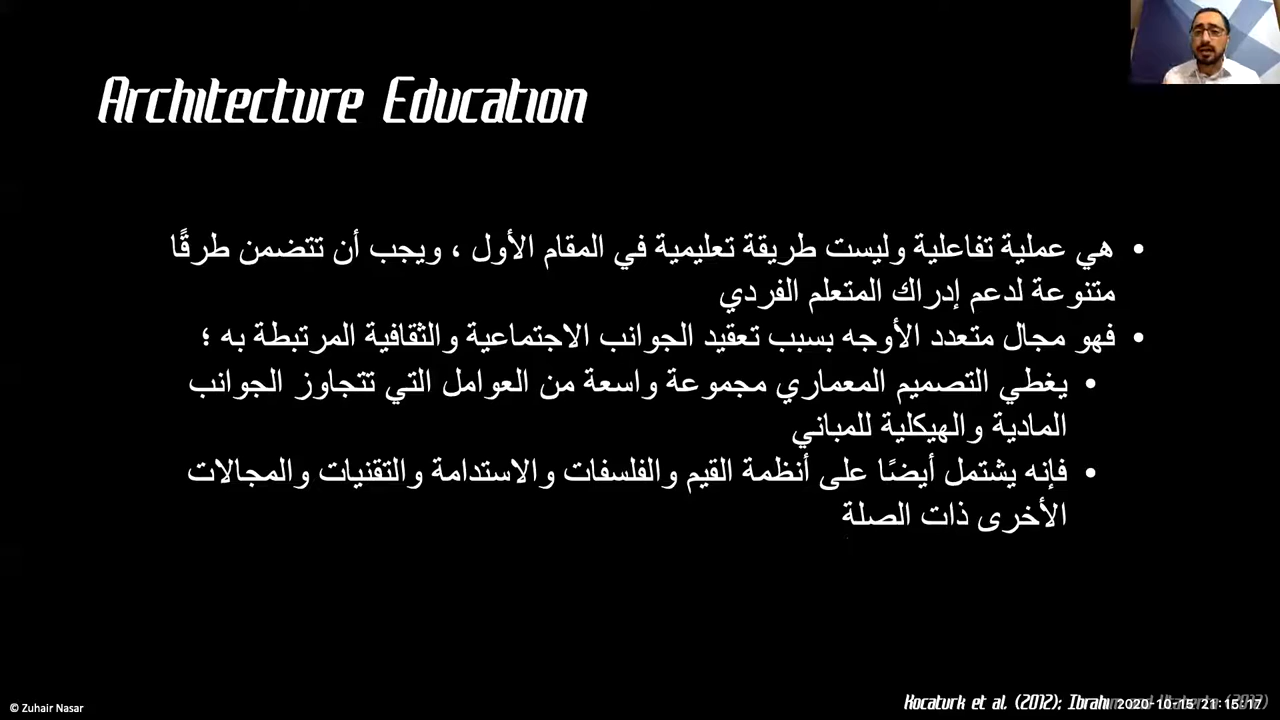 Architecture Education
• هي عملية تفاعلية وليست طريقة تعليمية في المقام الأول ، ويجب أن تتضمن طرقًا
متنوعة لدعم إدراك المتعلم الفردي
• فهو مجال متعدد الأوجه بسبب تعقيد الجوانب الاجتماعية والثقافية المرتبطة به ؛
• يغطي التصميم المعماري مجموعة واسعة من العوامل التي تتجاوز الجوانب
المادية والهيكلية للمباني
• فإنه يشتمل أيضًا على أنظمة القيم والفلسفات والاستدامة والتقنيات والمجالات
الأخرى ذات الصلة
© Zuhair Nasar
Kocaturk et al. (2012); 2020-10-15 21:15:17